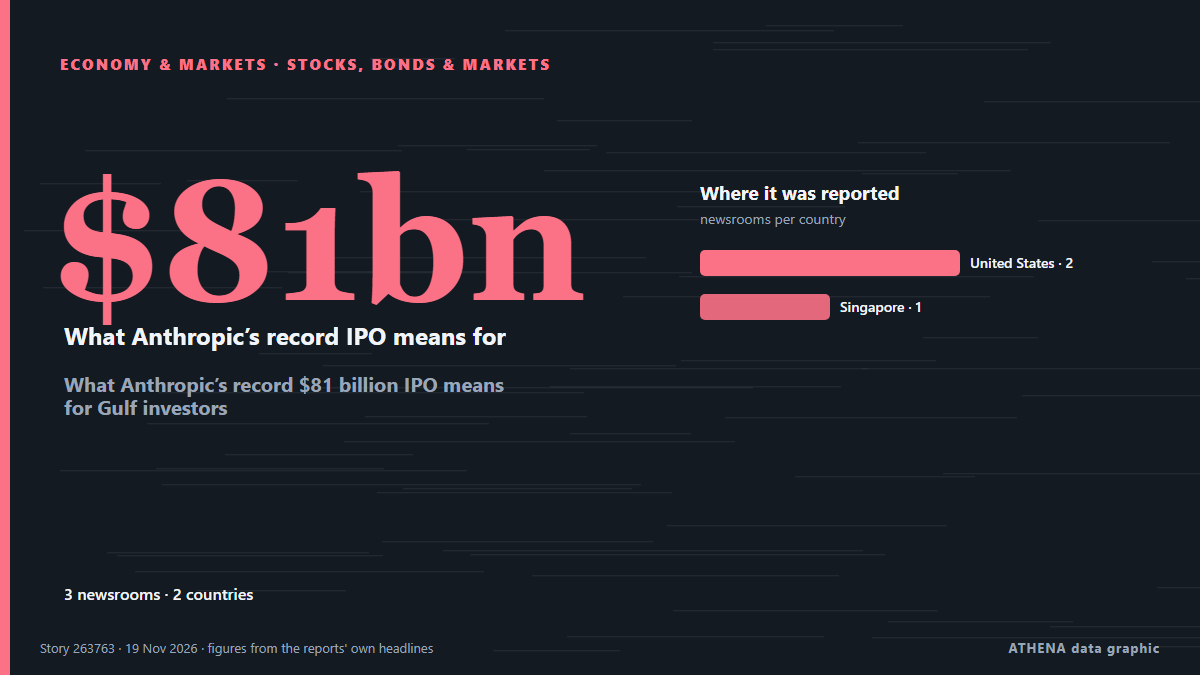 ECONOMY & MARKETS · STOCKS, BONDS & MARKETS
$81bn
What Anthropic’s record IPO means for
What Anthropic’s record $81 billion IPO means
for Gulf investors
Where it was reported
newsrooms per country
United States · 2
Singapore · 1
3 newsrooms · 2 countries
Story 263763 · 19 Nov 2026 · figures from the reports' own headlines
ATHENA data graphic